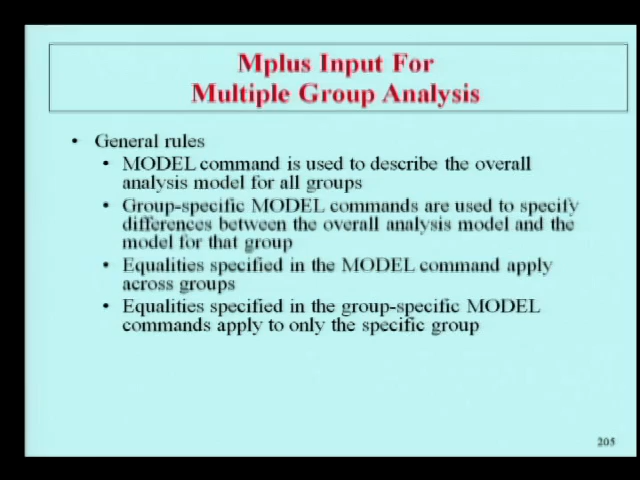 Mplus Input For
Multiple Group Analysis
• General rules
• MODEL command is used to describe the overall
analysis model for all groups
• Group-specific MODEL commands are used to specify
differences between the overall analysis model and the
model for that group
• Equalities specified in the MODEL command apply
across groups
• Equalities specified in the group-specific MODEL
commands apply to only the specific group
205